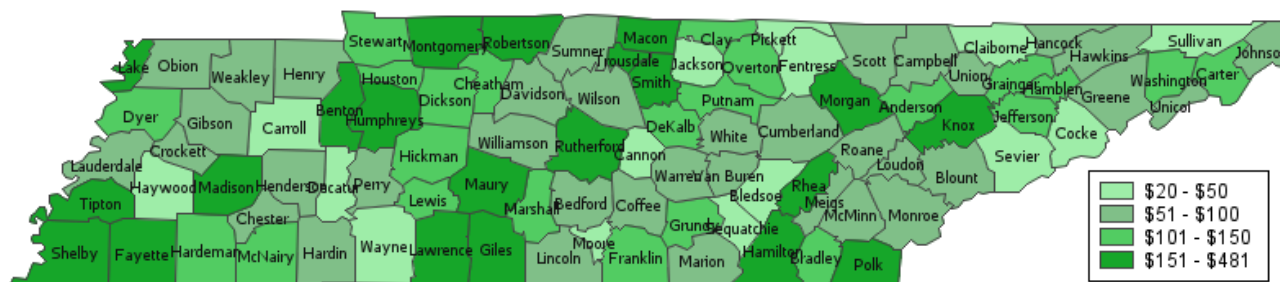 Stewart
Montgomery
Robertson
Sumner
Macon
Clay
Pickett
Claiborne
Hancock
Hawkins
Sullivan
Johnso
Lake
Obion
Weakley
Henry
Houston
Cheatham
Trousdale
Smith
Jackson
Overton
Fentress
Scott
Campbell
Union
Grainger
Hamblen
Greene
Washington
Carter
Unicol
Dyer
Gibson
Carroll
Benton
Humphreys
Dickson
Davidson
Wilson
DeKalb
Putnam
White
Cumberland
Morgan
Anderson
Knox
Jefferson
Cocke
Sevier
Lauderdale
Crockett
Haywood
Madison
Henderson
Decatur
Perry
Hickman
Williamson
Rutherford
Cannon
Warren
Van Buren
Bledsoe
Rhea
Meigs
Roane
Loudon
Blount
Tipton
Chester
Lewis
Maury
Marshall
Bedford
Coffee
Grundy
Sequatchie
McMinn
Monroe
Shelby
Fayette
Hardeman
McNairy
Hardin
Wayne
Lawrence
Giles
Lincoln
Moore
Franklin
Marion
Hamilton
Bradley
Polk
$20 - $50
$51 - $100
$101 - $150
$151 - $481